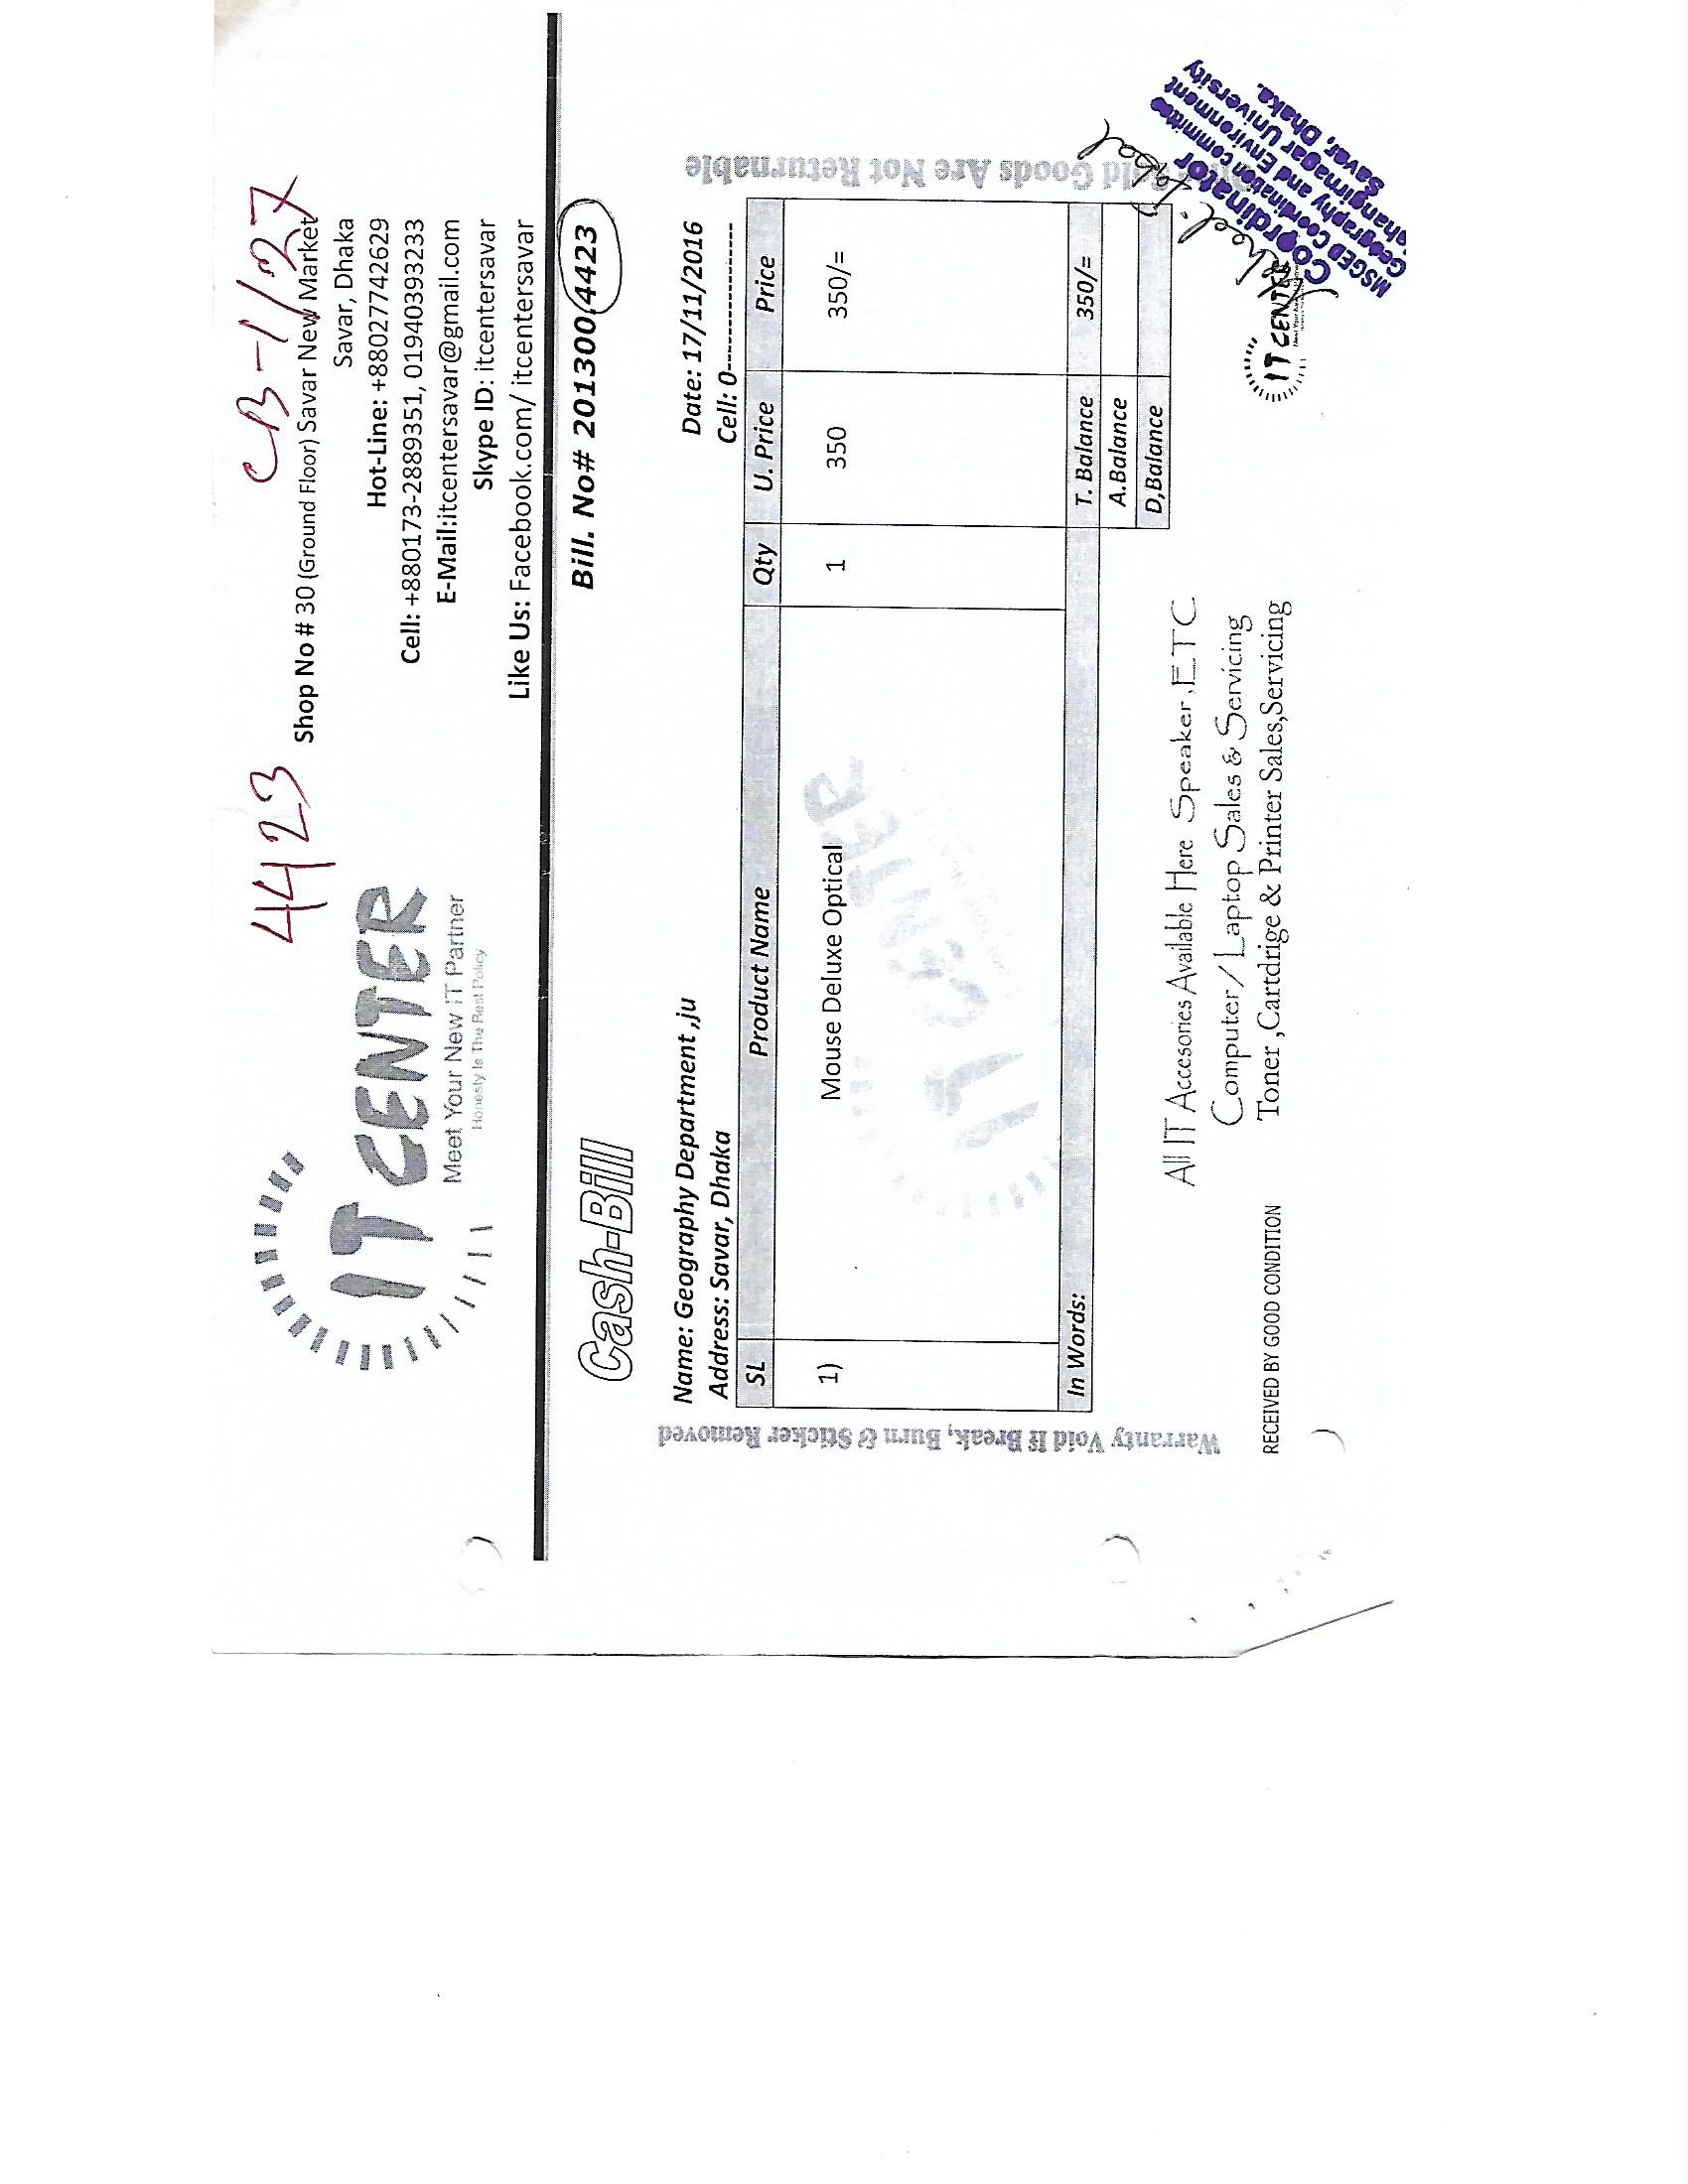 4423
CB-1/27
IT CENTER
Meet Your New IT Partner
Honesty Is The Best Policy
Shop No # 30 (Ground Floor) Savar New Market
Savar, Dhaka
Hot-Line: +88027742629
Cell: +880173-2889351, 01940393233
E-Mail:itcentersavar@gmail.com
Skype ID: itcentersavar
Like Us: Facebook.com/ itcentersavar
Cash-Bill
Bill. No# 201300/4423
Name: Geography Department ,ju
Date: 17/11/2016
Address: Savar, Dhaka
Cell: 0--------------
SL Product Name Qty U. Price Price
1) Mouse Deluxe Optical 1 350 350/=
IT CENTER
In Words: T. Balance 350/=
A.Balance
D,Balance
Warranty Void If Break, Burn & Sticker Removed
Sold Goods Are Not Returnable
All IT Accesories Available Here Speaker ,ETC
Computer/Laptop Sales & Servicing
Toner ,Cartdrige & Printer Sales,Servicing
RECEIVED BY GOOD CONDITION
IT CENTER
Coordinator
MSGED Coordination committee
Geography and Environment
Jahangirnagar University
Savar, Dhaka.